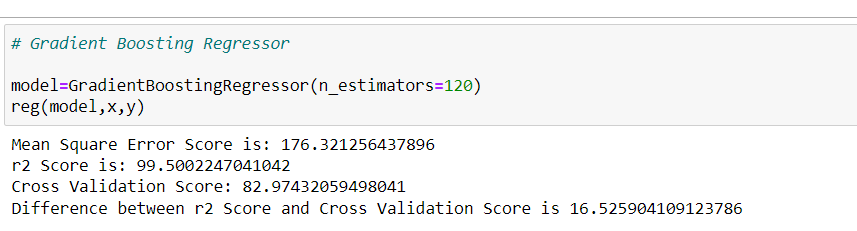 # Gradient Boosting Regressor
model=GradientBoostingRegressor(n_estimators=120)
reg(model,x,y)
Mean Square Error Score is: 176.321256437896
r2 Score is: 99.5002247041042
Cross Validation Score: 82.97432059498041
Difference between r2 Score and Cross Validation Score is 16.525904109123786